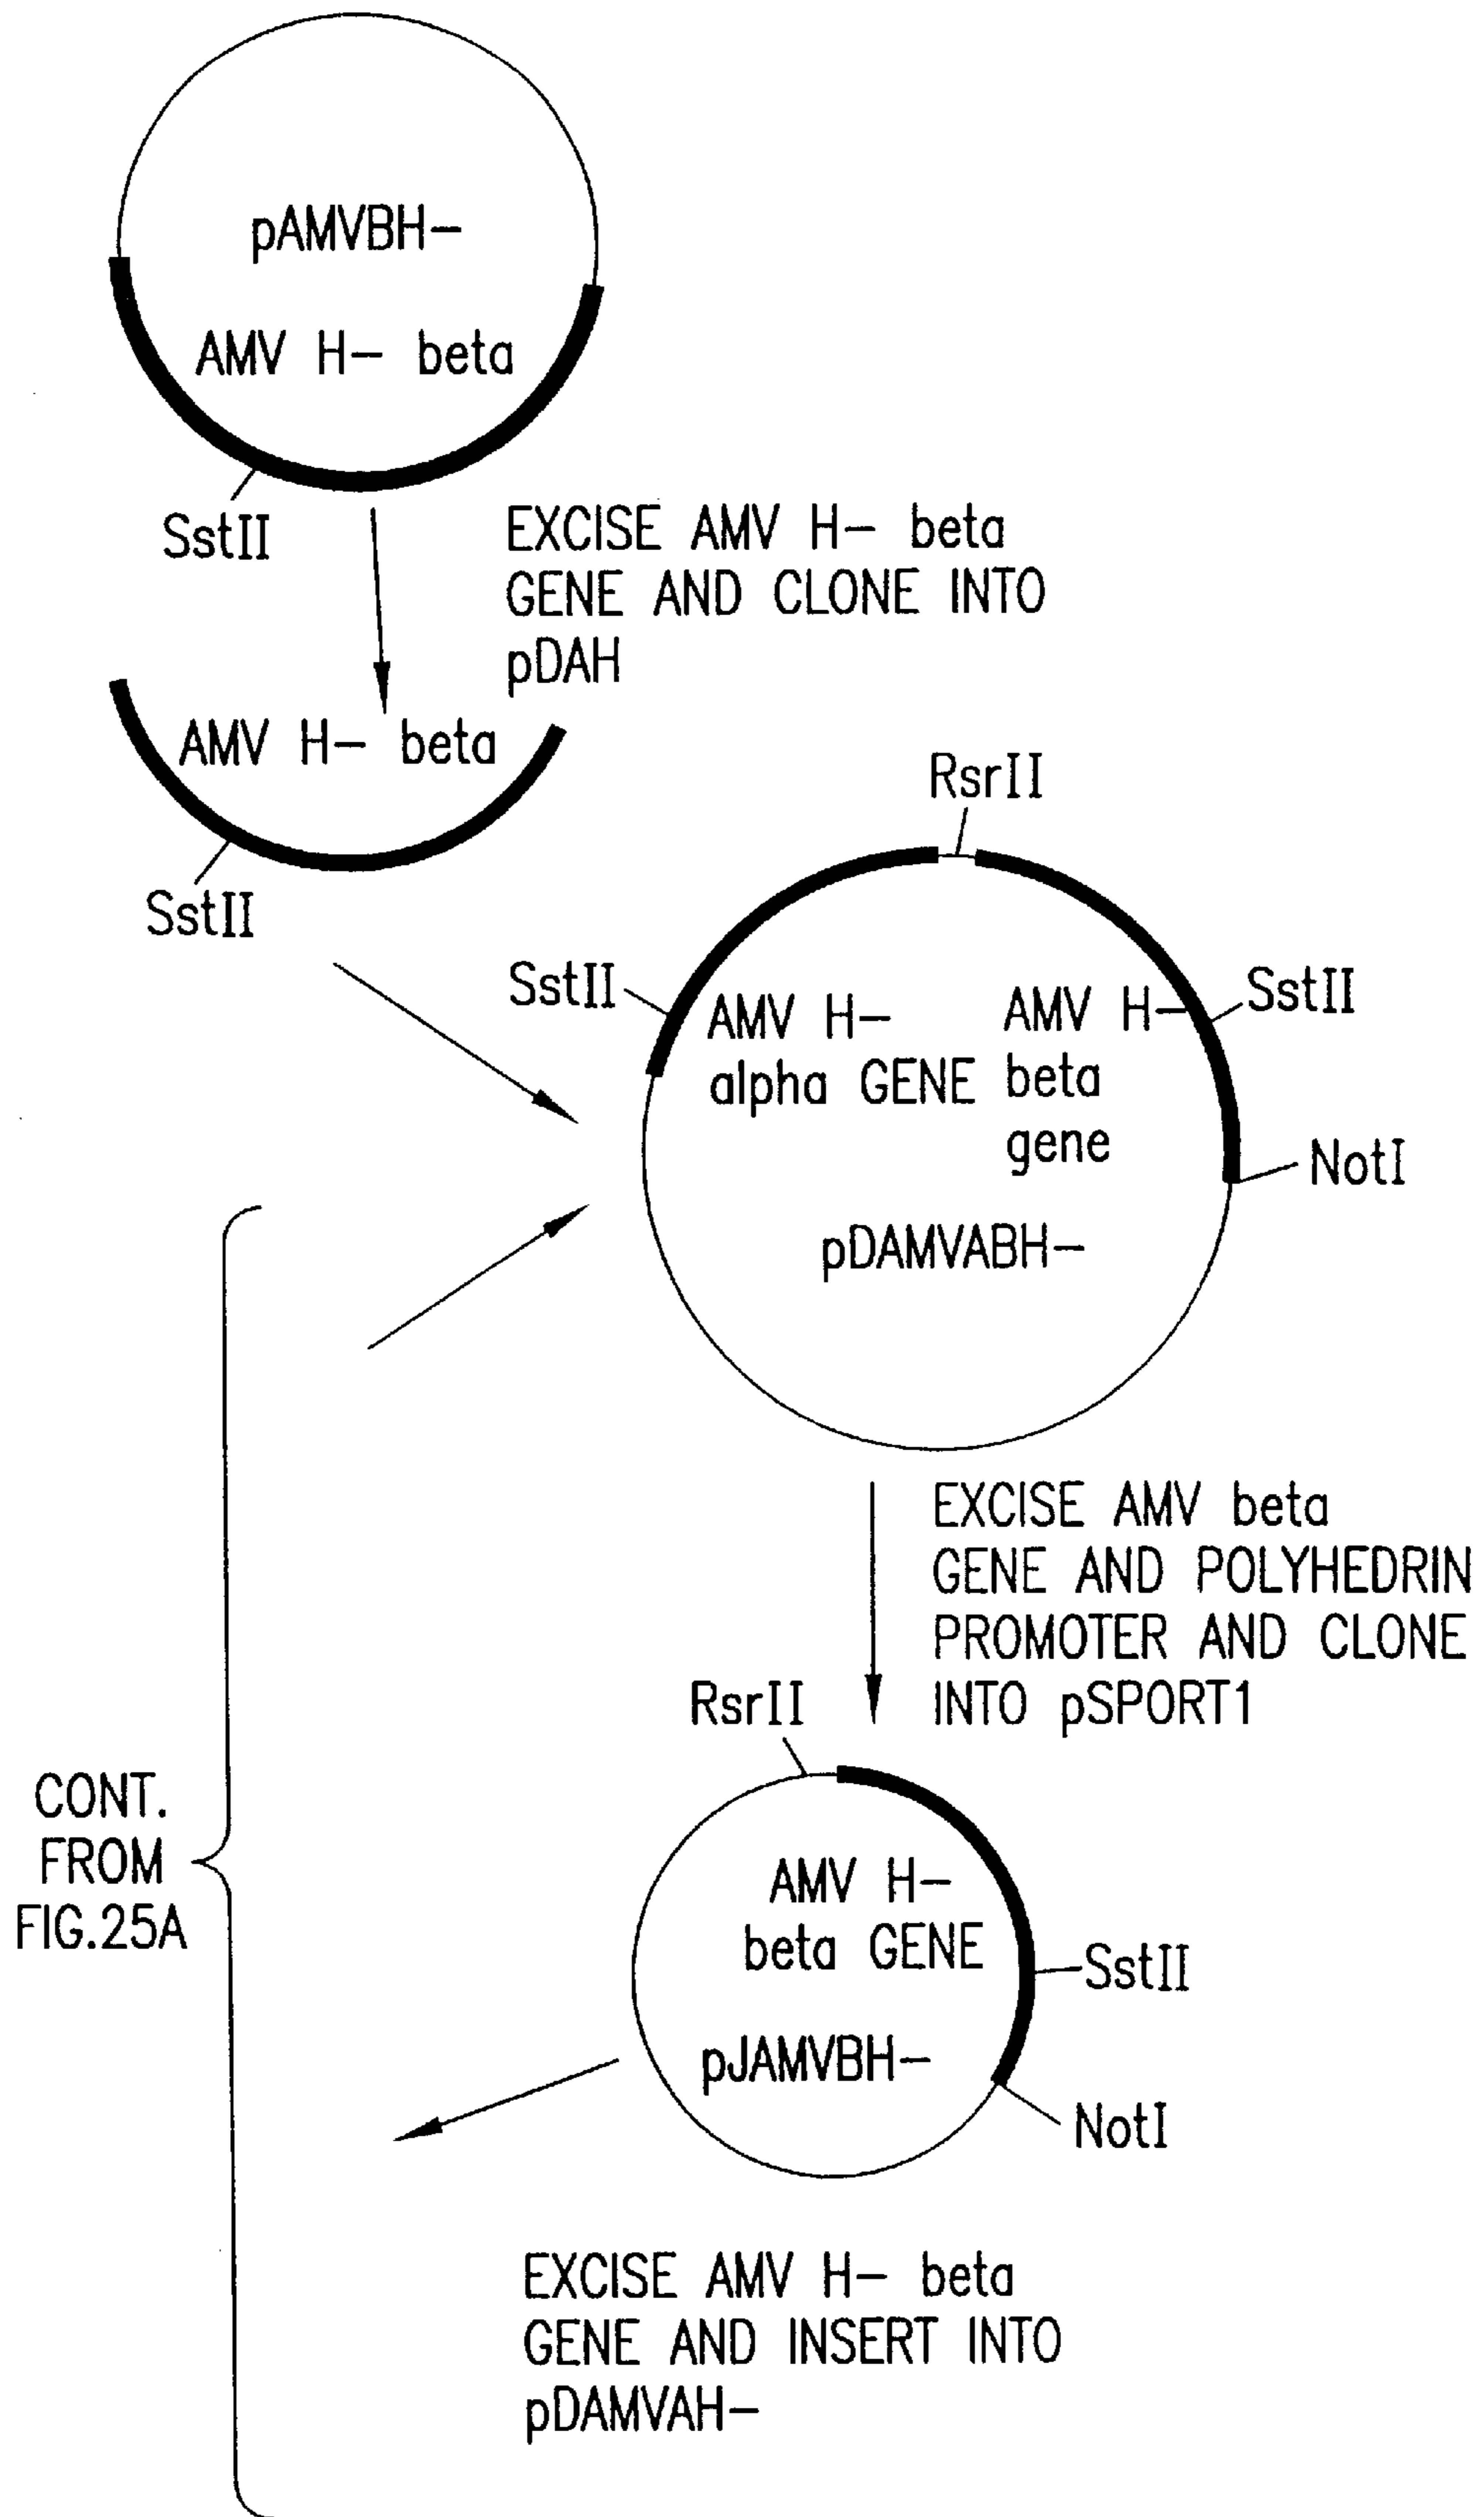 pAMVBH–
AMV H– beta
SstII
EXCISE AMV H– beta
GENE AND CLONE INTO
pDAH
AMV H– beta
SstII
RsrII
SstII
AMV H–
alpha GENE
AMV H–
beta
gene
SstII
NotI
pDAMVABH–
EXCISE AMV beta
GENE AND POLYHEDRIN
PROMOTER AND CLONE
INTO pSPORT1
RsrII
CONT.
FROM
FIG.25A
AMV H–
beta GENE
SstII
pJAMVBH–
NotI
EXCISE AMV H– beta
GENE AND INSERT INTO
pDAMVAH–